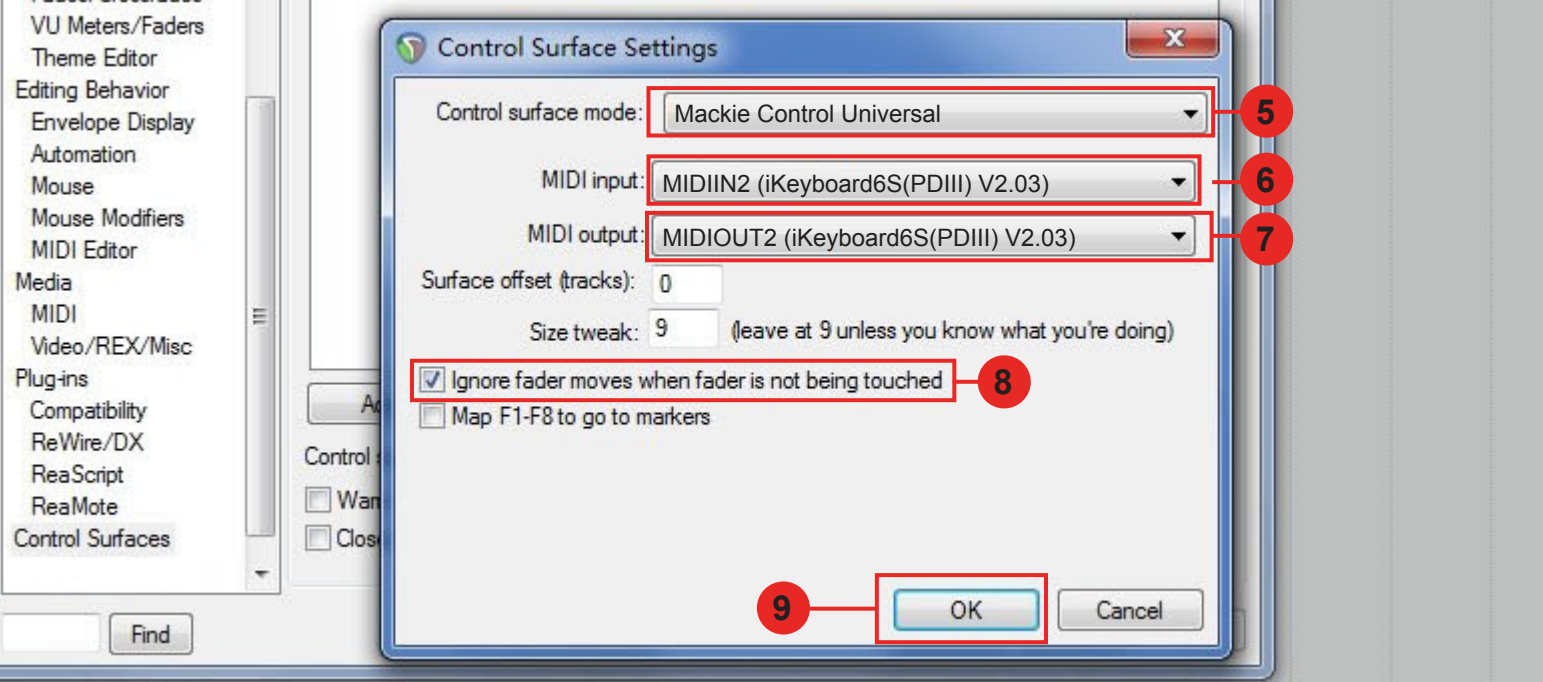 VU Meters/Faders
Theme Editor
Editing Behavior
Envelope Display
Automation
Mouse
Mouse Modifiers
MIDI Editor
Media
MIDI
Video/REX/Misc
Plug-ins
Compatibility
ReWire/DX
ReaScript
ReaMote
Control Surfaces
Find
Control
Control Surface Settings
Control surface mode: Mackie Control Universal 5
MIDI input: MIDIIN2 (iKeyboard6S(PDIII) V2.03) 6
MIDI output: MIDIOUT2 (iKeyboard6S(PDIII) V2.03) 7
Surface offset (tracks): 0
Size tweak: 9 (leave at 9 unless you know what you're doing)
Ignore fader moves when fader is not being touched 8
Map F1-F8 to go to markers
9 OK Cancel